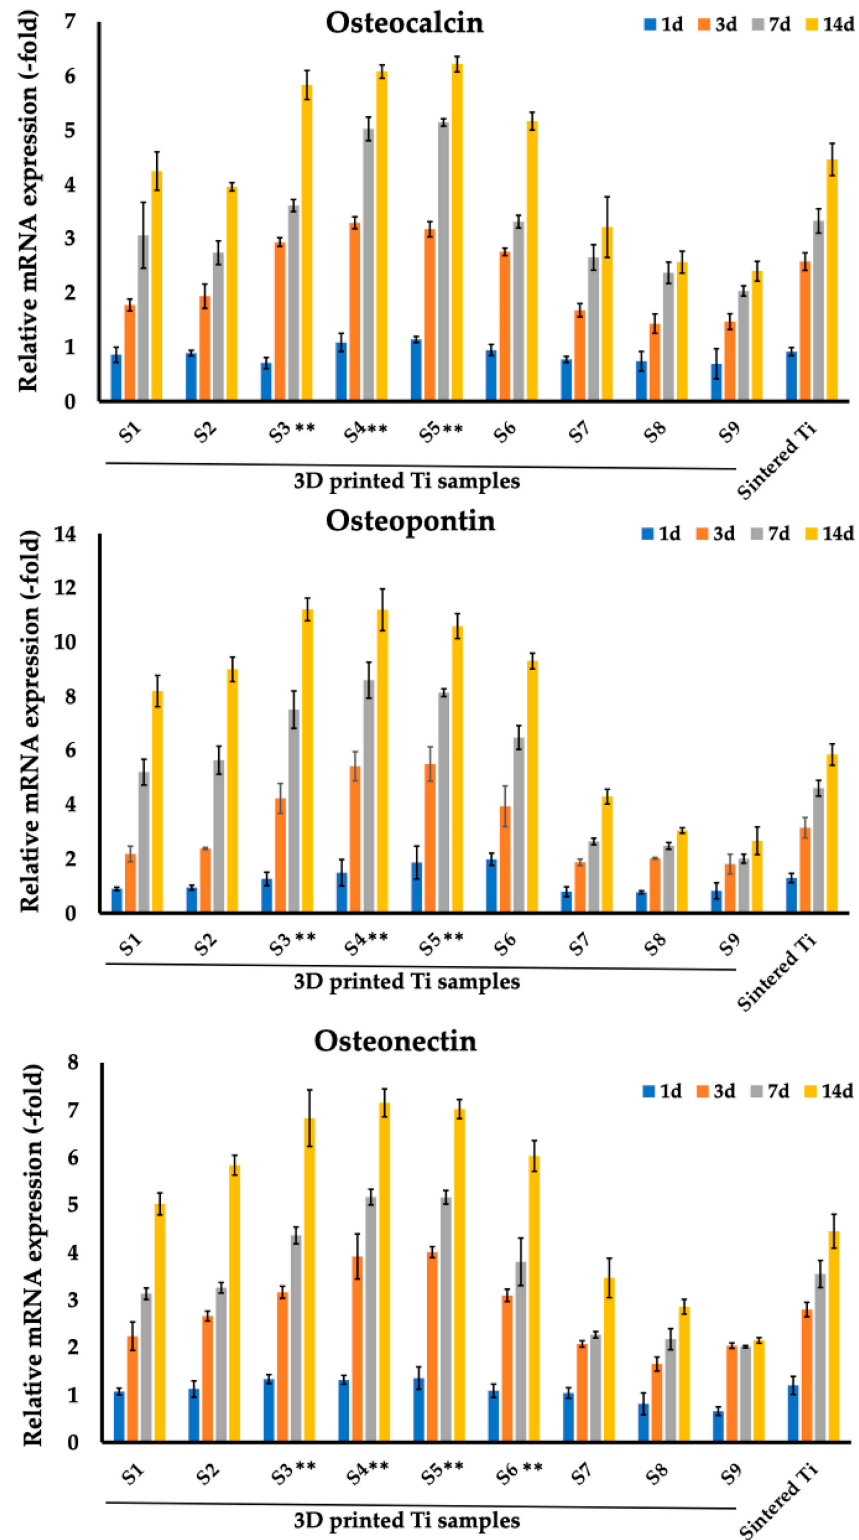 Osteocalcin
1d 3d 7d 14d
Relative mRNA expression (-fold)
7
6
5
4
3
2
1
0
S1 S2 S3 ** S4** S5 ** S6 S7 S8 S9 Sintered Ti
3D printed Ti samples
Osteopontin
1d 3d 7d 14d
Relative mRNA expression (-fold)
14
12
10
8
6
4
2
0
S1 S2 S3 ** S4** S5 ** S6 S7 S8 S9 Sintered Ti
3D printed Ti samples
Osteonectin
1d 3d 7d 14d
Relative mRNA expression (-fold)
8
7
6
5
4
3
2
1
0
S1 S2 S3 ** S4** S5** S6 ** S7 S8 S9 Sintered Ti
3D printed Ti samples